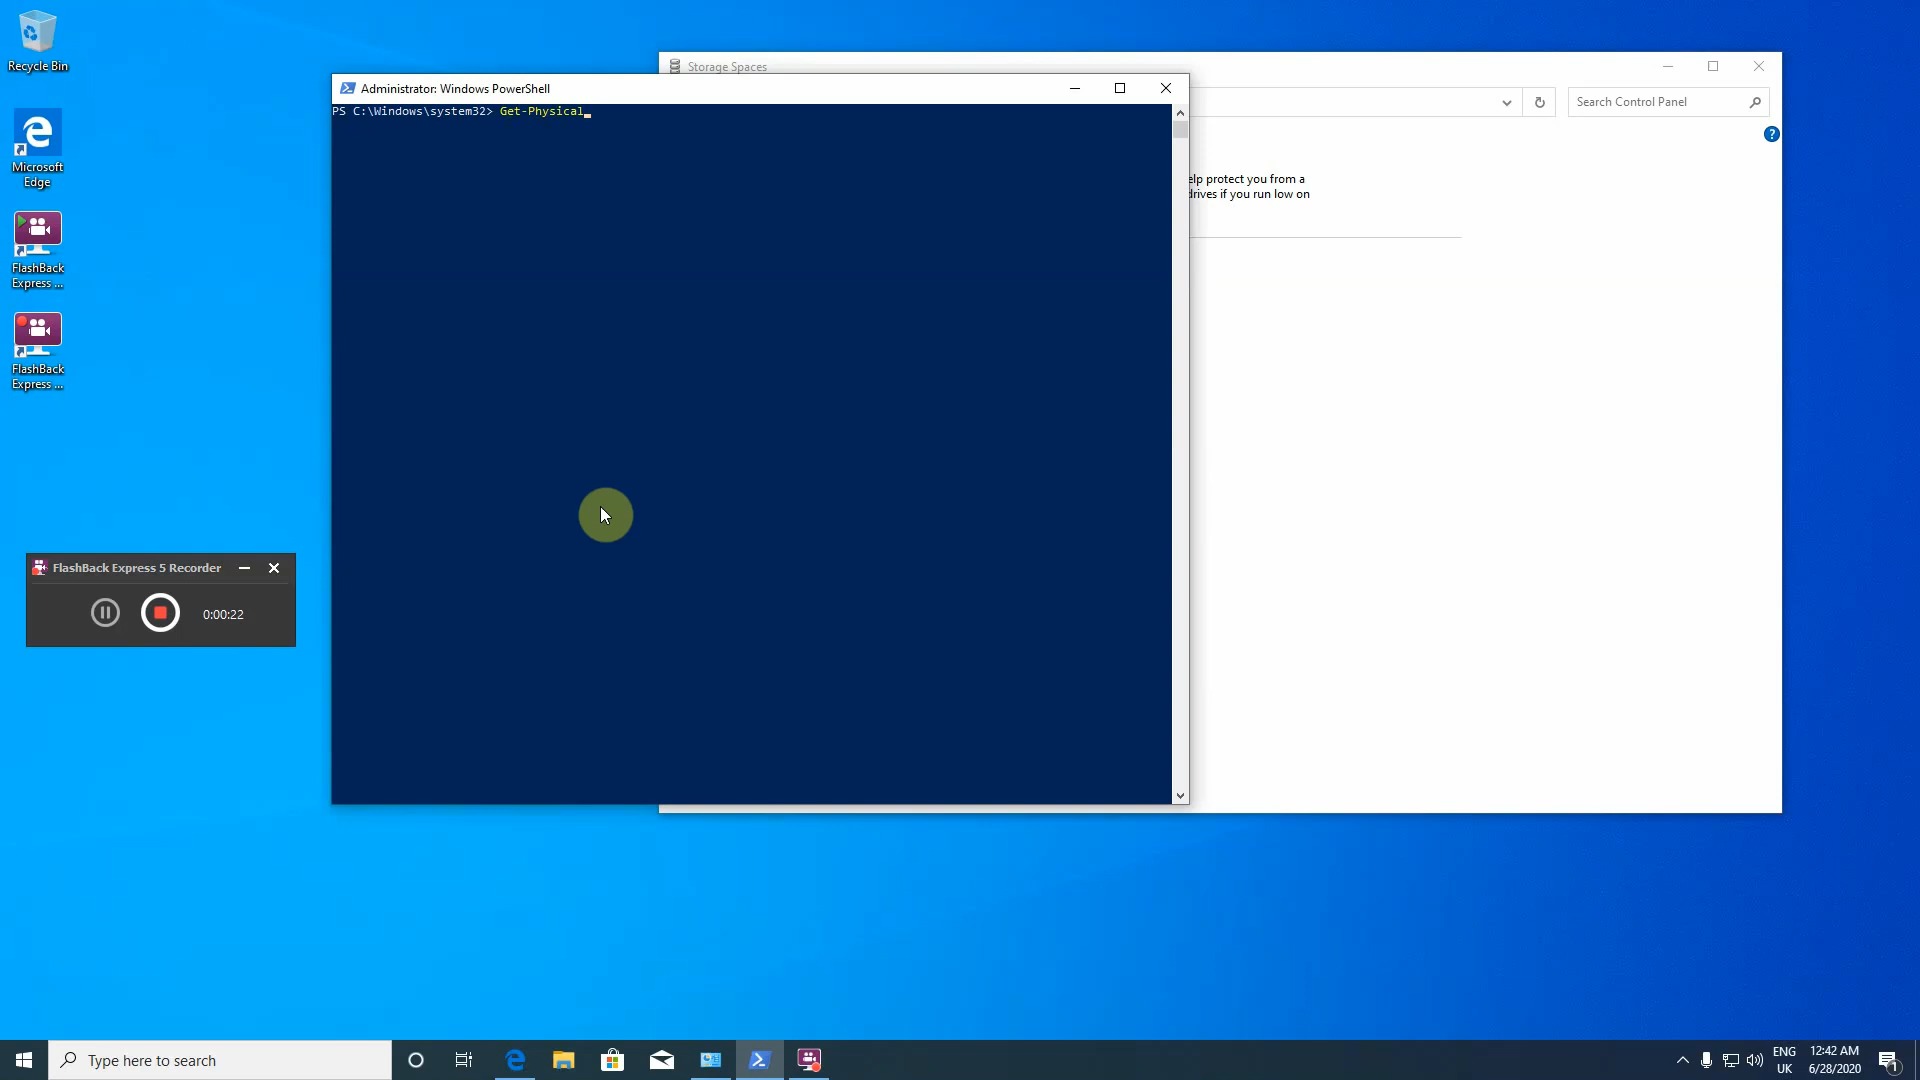 Recycle Bin
Microsoft
Edge
FlashBack
Express ...
FlashBack
Express ...
Storage Spaces
Search Control Panel
elp protect you from a
drives if you run low on
Administrator: Windows PowerShell
PS C:\Windows\system32> Get-Physical_
FlashBack Express 5 Recorder
0:00:22
Type here to search
ENG
UK
12:42 AM
6/28/2020
1